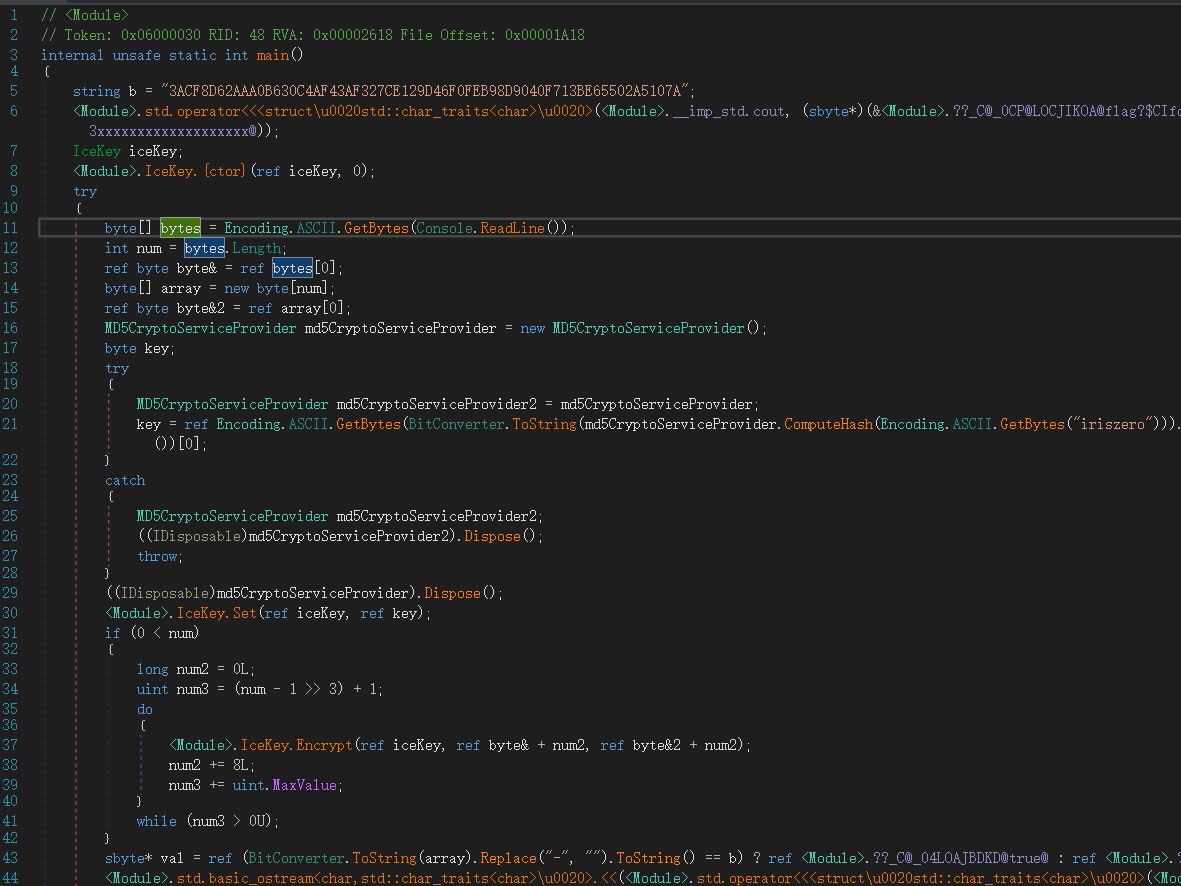 1 // <Module>
2 // Token: 0x06000030 RID: 48 RVA: 0x00002618 File Offset: 0x00001A18
3 internal unsafe static int main()
4 {
5 string b = "3ACF8D62AAA0B630C4AF43AF327CE129D46F0FEB98D9040F713BE65502A5107A";
6 <Module>.std.operator<<<struct\u0020std::char_traits<char>\u0020>(<Module>.__imp_std.cout, (sbyte*)(&<Module>.??_C@_0CP@LOCJIKOA@flag?$CIfo
3xxxxxxxxxxxxxxxxxxx@));
7 IceKey iceKey;
8 <Module>.IceKey.{ctor}(ref iceKey, 0);
9 try
10 {
11 byte[] bytes = Encoding.ASCII.GetBytes(Console.ReadLine());
12 int num = bytes.Length;
13 ref byte byte& = ref bytes[0];
14 byte[] array = new byte[num];
15 ref byte byte&2 = ref array[0];
16 MD5CryptoServiceProvider md5CryptoServiceProvider = new MD5CryptoServiceProvider();
17 byte key;
18 try
19 {
20 MD5CryptoServiceProvider md5CryptoServiceProvider2 = md5CryptoServiceProvider;
21 key = ref Encoding.ASCII.GetBytes(BitConverter.ToString(md5CryptoServiceProvider.ComputeHash(Encoding.ASCII.GetBytes("iriszero"))).
())[0];
22 }
23 catch
24 {
25 MD5CryptoServiceProvider md5CryptoServiceProvider2;
26 ((IDisposable)md5CryptoServiceProvider2).Dispose();
27 throw;
28 }
29 ((IDisposable)md5CryptoServiceProvider).Dispose();
30 <Module>.IceKey.Set(ref iceKey, ref key);
31 if (0 < num)
32 {
33 long num2 = 0L;
34 uint num3 = (num - 1 >> 3) + 1;
35 do
36 {
37 <Module>.IceKey.Encrypt(ref iceKey, ref byte& + num2, ref byte&2 + num2);
38 num2 += 8L;
39 num3 += uint.MaxValue;
40 }
41 while (num3 > 0U);
42 }
43 sbyte* val = ref (BitConverter.ToString(array).Replace("-", "").ToString() == b) ? ref <Module>.??_C@_04LOAJBDKD@true@ : ref <Module>.?
44 <Module>.std.basic_ostream<char,std::char_traits<char>\u0020>.<<(<Module>.std.operator<<<struct\u0020std::char_traits<char>\u0020>(<Mo